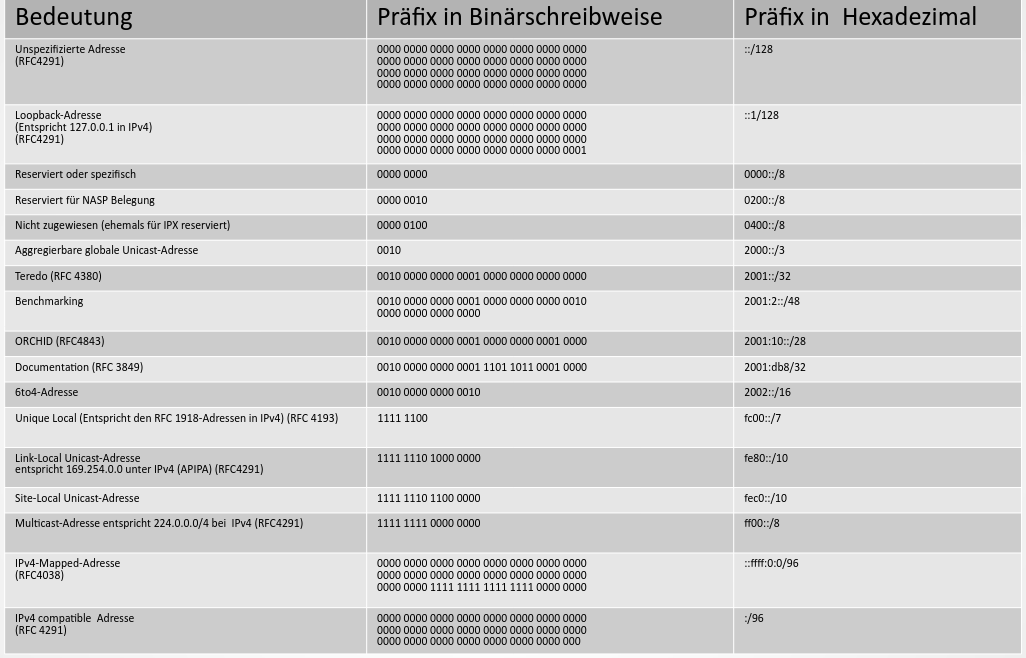 Bedeutung Präfix in Binärschreibweise Präfix in Hexadezimal
Unspezifizierte Adresse
(RFC4291)
0000 0000 0000 0000 0000 0000 0000 0000
0000 0000 0000 0000 0000 0000 0000 0000
0000 0000 0000 0000 0000 0000 0000 0000
0000 0000 0000 0000 0000 0000 0000 0000
::/128
Loopback-Adresse
(Entspricht 127.0.0.1 in IPv4)
(RFC4291)
0000 0000 0000 0000 0000 0000 0000 0000
0000 0000 0000 0000 0000 0000 0000 0000
0000 0000 0000 0000 0000 0000 0000 0000
0000 0000 0000 0000 0000 0000 0000 0001
::1/128
Reserviert oder spezifisch 0000 0000 0000::/8
Reserviert für NASP Belegung 0000 0010 0200::/8
Nicht zugewiesen (ehemals für IPX reserviert) 0000 0100 0400::/8
Aggregierbare globale Unicast-Adresse 0010 2000::/3
Teredo (RFC 4380) 0010 0000 0000 0001 0000 0000 0000 0000 2001::/32
Benchmarking
0010 0000 0000 0001 0000 0000 0000 0010
0000 0000 0000 0000
2001:2::/48
ORCHID (RFC4843) 0010 0000 0000 0001 0000 0000 0001 0000 2001:10::/28
Documentation (RFC 3849) 0010 0000 0000 0001 1101 1011 0001 0000 2001:db8/32
6to4-Adresse 0010 0000 0000 0010 2002::/16
Unique Local (Entspricht den RFC 1918-Adressen in IPv4) (RFC 4193) 1111 1100 fc00::/7
Link-Local Unicast-Adresse
entspricht 169.254.0.0 unter IPv4 (APIPA) (RFC4291)
1111 1110 1000 0000
fe80::/10
Site-Local Unicast-Adresse 1111 1110 1100 0000 fec0::/10
Multicast-Adresse entspricht 224.0.0.0/4 bei IPv4 (RFC4291) 1111 1111 0000 0000 ff00::/8
IPv4-Mapped-Adresse
(RFC4038)
0000 0000 0000 0000 0000 0000 0000 0000
0000 0000 0000 0000 0000 0000 0000 0000
0000 0000 1111 1111 1111 1111 0000 0000
::ffff:0:0/96
IPv4 compatible Adresse
(RFC 4291)
0000 0000 0000 0000 0000 0000 0000 0000
0000 0000 0000 0000 0000 0000 0000 0000
0000 0000 0000 0000 0000 0000 0000 000
:/96